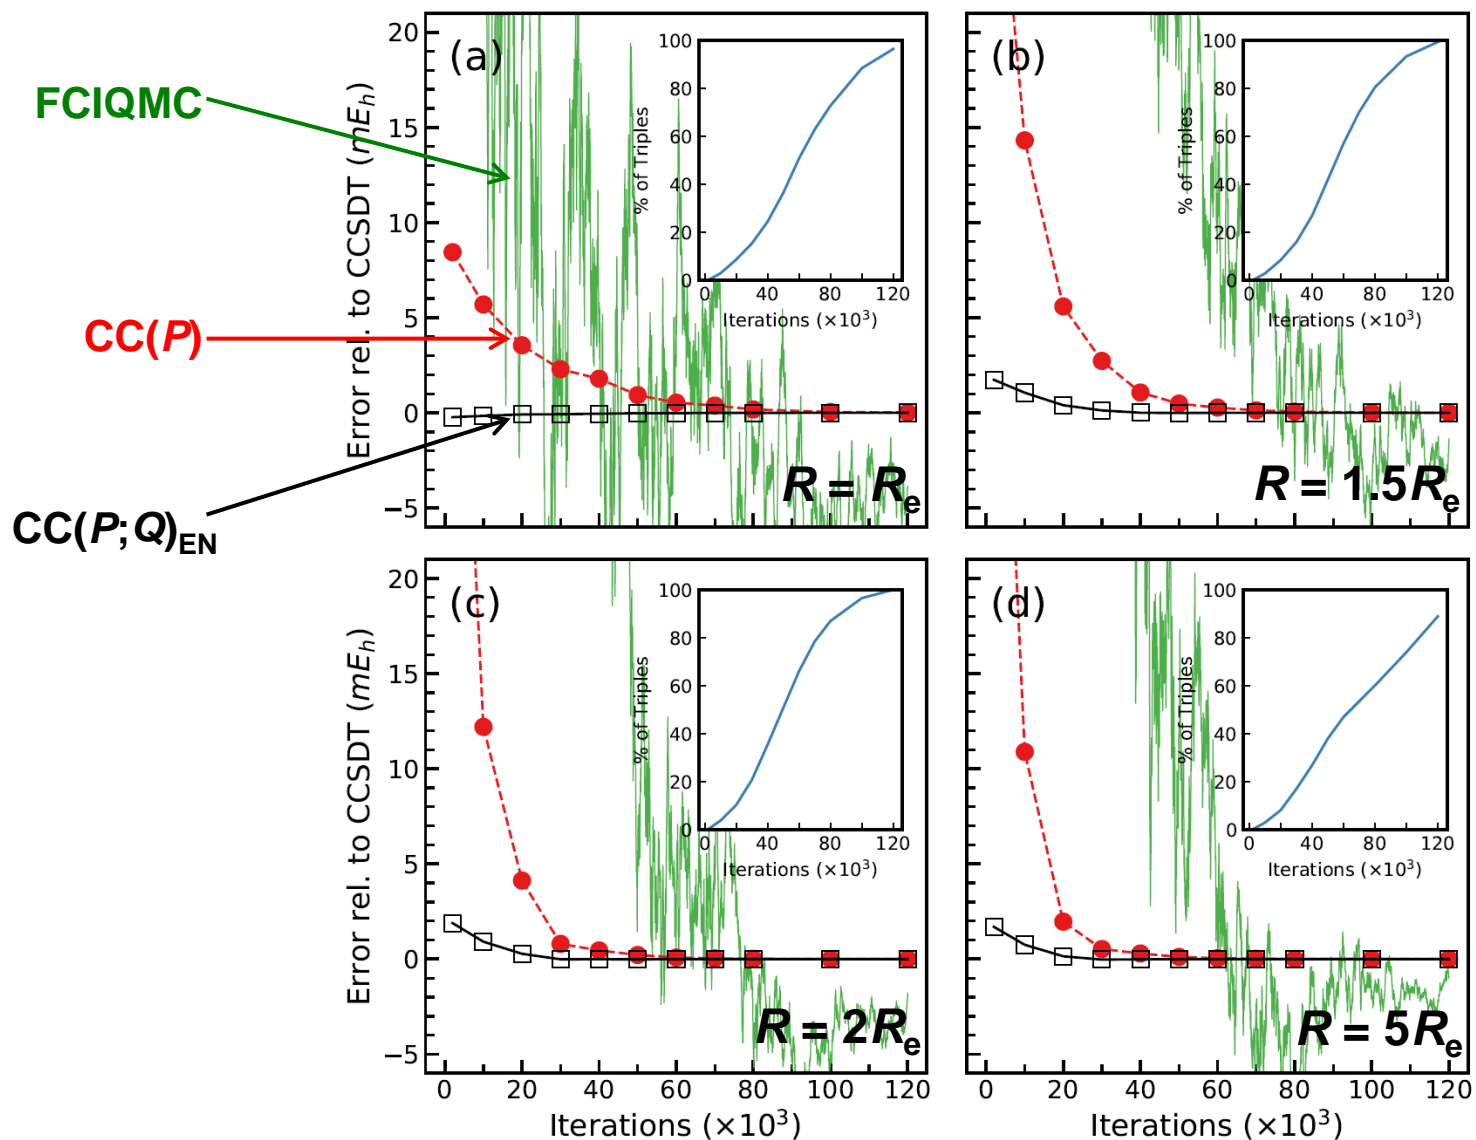 FCIQMC
CC(P)
CC(P;Q)EN
Error rel. to CCSDT (mEh)
20
15
10
5
0
−5
(a)
% of Triples
100
80
60
40
20
0
0 40 80 120
Iterations (×10³)
R = Re
(b)
% of Triples
100
80
60
40
20
0
0 40 80 120
Iterations (×10³)
R = 1.5Re
Error rel. to CCSDT (mEh)
20
15
10
5
0
−5
(c)
% of Triples
100
80
60
40
20
0
0 40 80 120
Iterations (×10³)
R = 2Re
0 20 40 60 80 100 120
Iterations (×10³)
(d)
% of Triples
100
80
60
40
20
0
0 40 80 120
Iterations (×10³)
R = 5Re
0 20 40 60 80 100 120
Iterations (×10³)